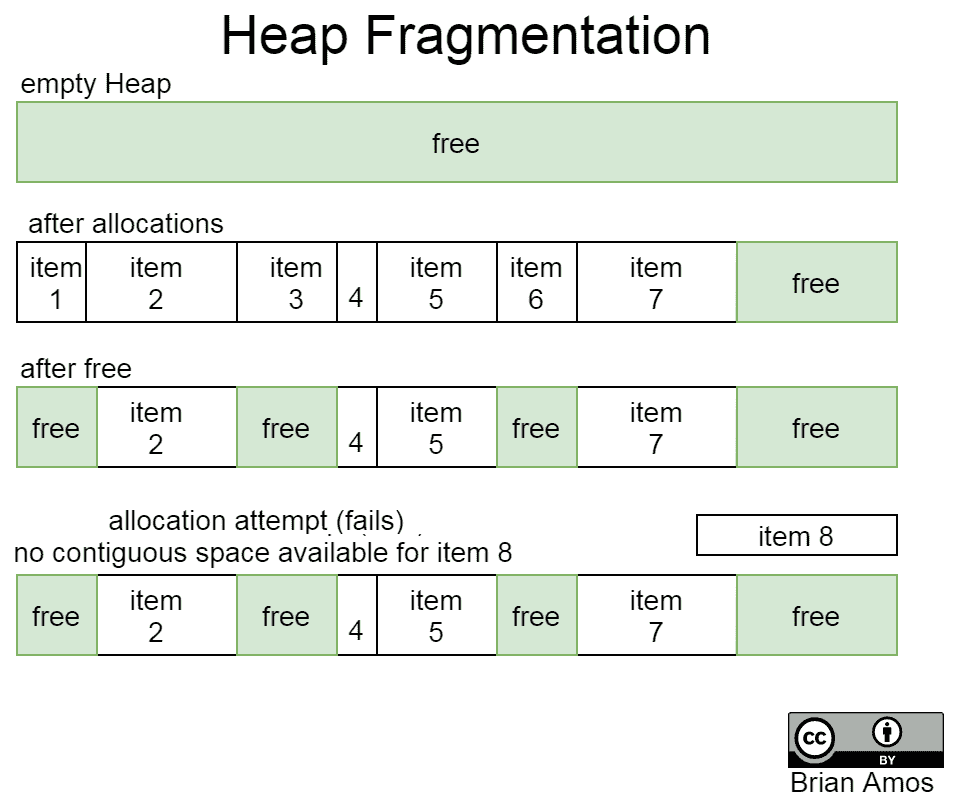 Heap Fragmentation
empty Heap
free
after allocations
item item item item item item
1 2 3 4 5 6 7 free
after free
item item item
free 2 free 4 5 free 7 free
allocation attempt (fails)
no contiguous space available for item 8
item 8
item item item
free 2 free 4 5 free 7 free
cc
BY
Brian Amos